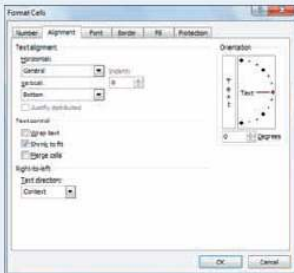 Format Cells
Number Alignment Font Border Fill Protection
Text alignment
Horizontal:
General
Indent:
Vertical:
0
Bottom
Justify distributed
Text control
Wrap text
Shrink to fit
Merge cells
Right-to-left
Text direction:
Context
Orientation
Text
Text
0 Degrees
OK Cancel